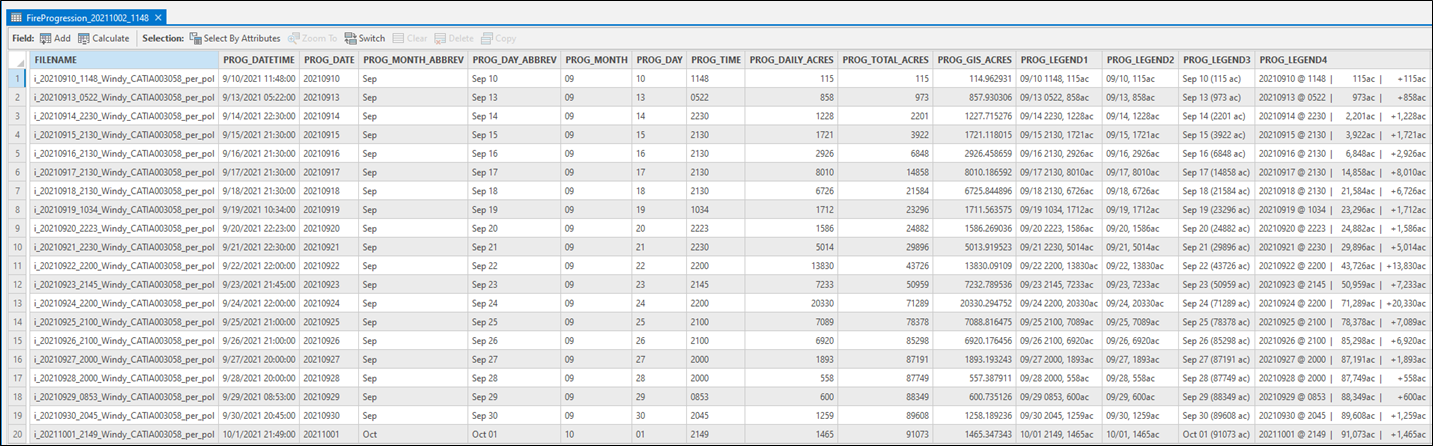 FireProgression_20211002_1148 ×
Field: Add Calculate Selection: Select By Attributes Zoom To Switch Clear Delete Copy
FILENAME PROG_DATETIME PROG_DATE PROG_MONTH_ABBREV PROG_DAY_ABBREV PROG_MONTH PROG_DAY PROG_TIME PROG_DAILY_ACRES PROG_TOTAL_ACRES PROG_GIS_ACRES PROG_LEGEND1 PROG_LEGEND2 PROG_LEGEND3 PROG_LEGEND4
1 i_20210910_1148_Windy_CATIA003058_per_pol 9/10/2021 11:48:00 20210910 Sep Sep 10 09 10 1148 115 115 114.962931 09/10 1148, 115ac 09/10, 115ac Sep 10 (115 ac) 20210910 @ 1148 | 115ac | +115ac
2 i_20210913_0522_Windy_CATIA003058_per_pol 9/13/2021 05:22:00 20210913 Sep Sep 13 09 13 0522 858 973 857.930306 09/13 0522, 858ac 09/13, 858ac Sep 13 (973 ac) 20210913 @ 0522 | 973ac | +858ac
3 i_20210914_2230_Windy_CATIA003058_per_pol 9/14/2021 22:30:00 20210914 Sep Sep 14 09 14 2230 1228 2201 1227.715276 09/14 2230, 1228ac 09/14, 1228ac Sep 14 (2201 ac) 20210914 @ 2230 | 2,201ac | +1,228ac
4 i_20210915_2130_Windy_CATIA003058_per_pol 9/15/2021 21:30:00 20210915 Sep Sep 15 09 15 2130 1721 3922 1721.118015 09/15 2130, 1721ac 09/15, 1721ac Sep 15 (3922 ac) 20210915 @ 2130 | 3,922ac | +1,721ac
5 i_20210916_2130_Windy_CATIA003058_per_pol 9/16/2021 21:30:00 20210916 Sep Sep 16 09 16 2130 2926 6848 2926.458659 09/16 2130, 2926ac 09/16, 2926ac Sep 16 (6848 ac) 20210916 @ 2130 | 6,848ac | +2,926ac
6 i_20210917_2130_Windy_CATIA003058_per_pol 9/17/2021 21:30:00 20210917 Sep Sep 17 09 17 2130 8010 14858 8010.186592 09/17 2130, 8010ac 09/17, 8010ac Sep 17 (14858 ac) 20210917 @ 2130 | 14,858ac | +8,010ac
7 i_20210918_2130_Windy_CATIA003058_per_pol 9/18/2021 21:30:00 20210918 Sep Sep 18 09 18 2130 6726 21584 6725.844896 09/18 2130, 6726ac 09/18, 6726ac Sep 18 (21584 ac) 20210918 @ 2130 | 21,584ac | +6,726ac
8 i_20210919_1034_Windy_CATIA003058_per_pol 9/19/2021 10:34:00 20210919 Sep Sep 19 09 19 1034 1712 23296 1711.563575 09/19 1034, 1712ac 09/19, 1712ac Sep 19 (23296 ac) 20210919 @ 1034 | 23,296ac | +1,712ac
9 i_20210920_2223_Windy_CATIA003058_per_pol 9/20/2021 22:23:00 20210920 Sep Sep 20 09 20 2223 1586 24882 1586.269036 09/20 2223, 1586ac 09/20, 1586ac Sep 20 (24882 ac) 20210920 @ 2223 | 24,882ac | +1,586ac
10 i_20210921_2230_Windy_CATIA003058_per_pol 9/21/2021 22:30:00 20210921 Sep Sep 21 09 21 2230 5014 29896 5013.919523 09/21 2230, 5014ac 09/21, 5014ac Sep 21 (29896 ac) 20210921 @ 2230 | 29,896ac | +5,014ac
11 i_20210922_2200_Windy_CATIA003058_per_pol 9/22/2021 22:00:00 20210922 Sep Sep 22 09 22 2200 13830 43726 13830.09109 09/22 2200, 13830ac 09/22, 13830ac Sep 22 (43726 ac) 20210922 @ 2200 | 43,726ac | +13,830ac
12 i_20210923_2145_Windy_CATIA003058_per_pol 9/23/2021 21:45:00 20210923 Sep Sep 23 09 23 2145 7233 50959 7232.789536 09/23 2145, 7233ac 09/23, 7233ac Sep 23 (50959 ac) 20210923 @ 2145 | 50,959ac | +7,233ac
13 i_20210924_2200_Windy_CATIA003058_per_pol 9/24/2021 22:00:00 20210924 Sep Sep 24 09 24 2200 20330 71289 20330.294752 09/24 2200, 20330ac 09/24, 20330ac Sep 24 (71289 ac) 20210924 @ 2200 | 71,289ac | +20,330ac
14 i_20210925_2100_Windy_CATIA003058_per_pol 9/25/2021 21:00:00 20210925 Sep Sep 25 09 25 2100 7089 78378 7088.816475 09/25 2100, 7089ac 09/25, 7089ac Sep 25 (78378 ac) 20210925 @ 2100 | 78,378ac | +7,089ac
15 i_20210926_2100_Windy_CATIA003058_per_pol 9/26/2021 21:00:00 20210926 Sep Sep 26 09 26 2100 6920 85298 6920.176456 09/26 2100, 6920ac 09/26, 6920ac Sep 26 (85298 ac) 20210926 @ 2100 | 85,298ac | +6,920ac
16 i_20210927_2000_Windy_CATIA003058_per_pol 9/27/2021 20:00:00 20210927 Sep Sep 27 09 27 2000 1893 87191 1893.193243 09/27 2000, 1893ac 09/27, 1893ac Sep 27 (87191 ac) 20210927 @ 2000 | 87,191ac | +1,893ac
17 i_20210928_2000_Windy_CATIA003058_per_pol 9/28/2021 20:00:00 20210928 Sep Sep 28 09 28 2000 558 87749 557.387911 09/28 2000, 558ac 09/28, 558ac Sep 28 (87749 ac) 20210928 @ 2000 | 87,749ac | +558ac
18 i_20210929_0853_Windy_CATIA003058_per_pol 9/29/2021 08:53:00 20210929 Sep Sep 29 09 29 0853 600 88349 600.735126 09/29 0853, 600ac 09/29, 600ac Sep 29 (88349 ac) 20210929 @ 0853 | 88,349ac | +600ac
19 i_20210930_2045_Windy_CATIA003058_per_pol 9/30/2021 20:45:00 20210930 Sep Sep 30 09 30 2045 1259 89608 1258.189236 09/30 2045, 1259ac 09/30, 1259ac Sep 30 (89608 ac) 20210930 @ 2045 | 89,608ac | +1,259ac
20 i_20211001_2149_Windy_CATIA003058_per_pol 10/1/2021 21:49:00 20211001 Oct Oct 01 10 01 2149 1465 91073 1465.347343 10/01 2149, 1465ac 10/01, 1465ac Oct 01 (91073 ac) 20211001 @ 2149 | 91,073ac | +1,465ac